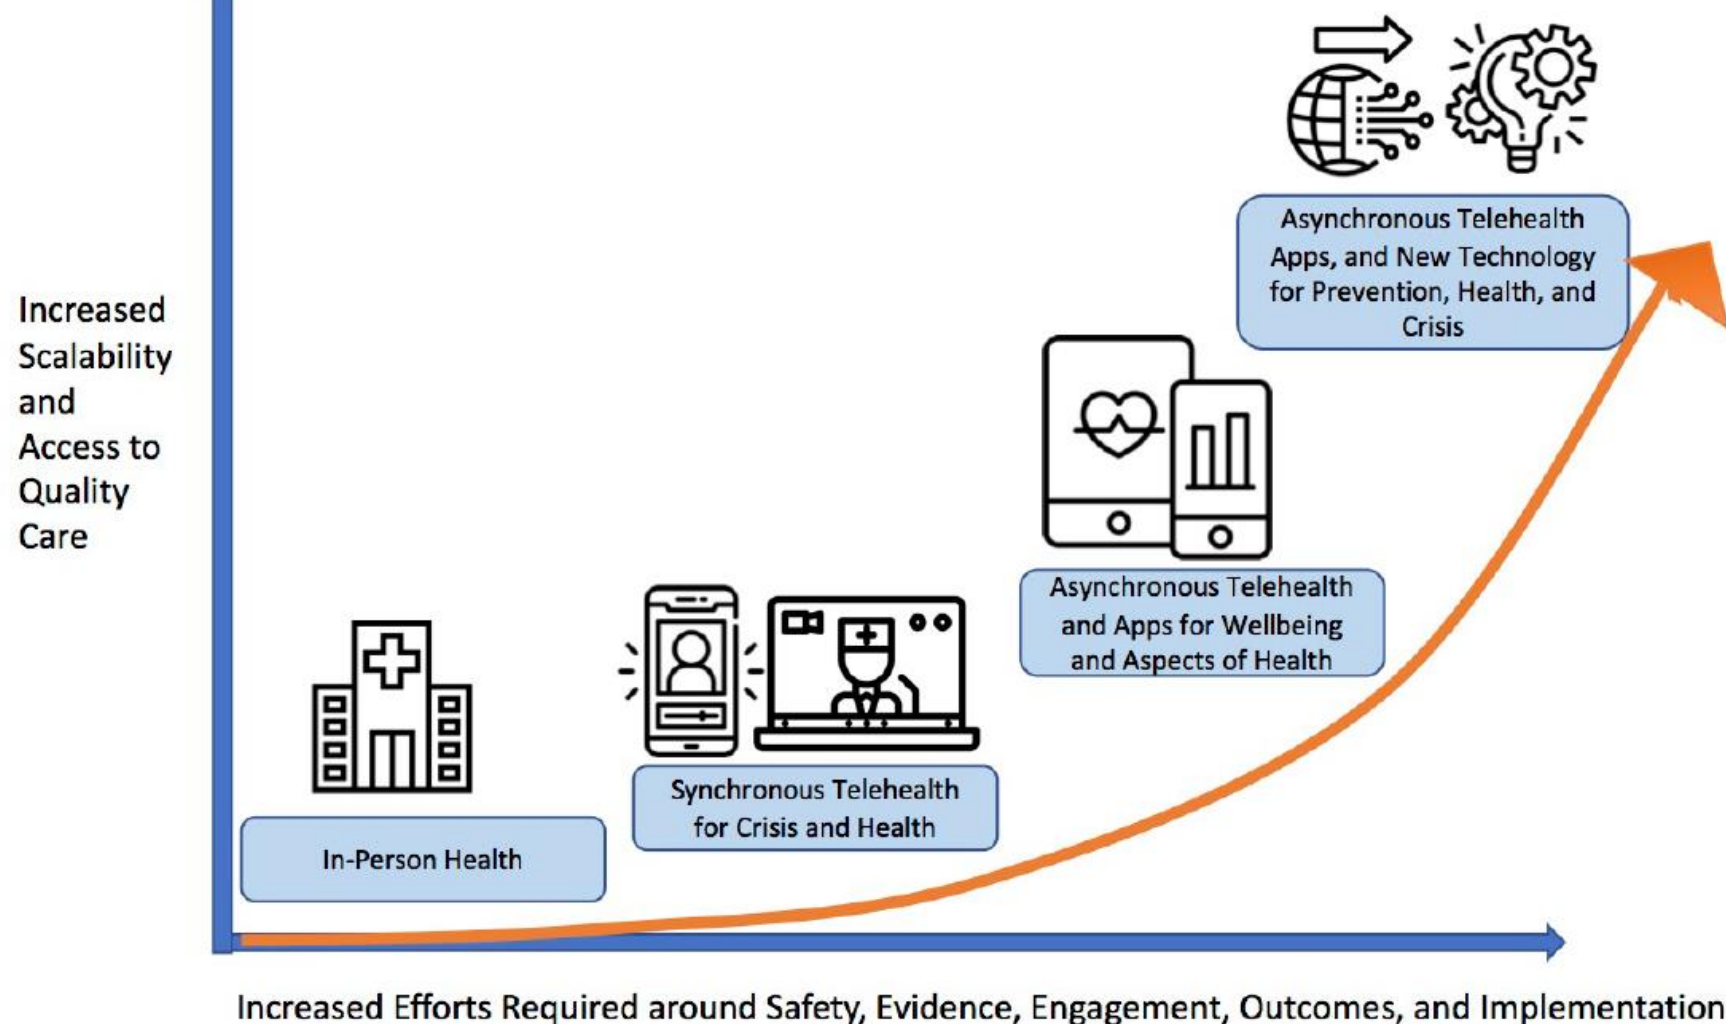 Increased
Scalability
and
Access to
Quality
Care
Asynchronous Telehealth
Apps, and New Technology
for Prevention, Health, and
Crisis
Asynchronous Telehealth
and Apps for Wellbeing
and Aspects of Health
Synchronous Telehealth
for Crisis and Health
In-Person Health
Increased Efforts Required around Safety, Evidence, Engagement, Outcomes, and Implementation